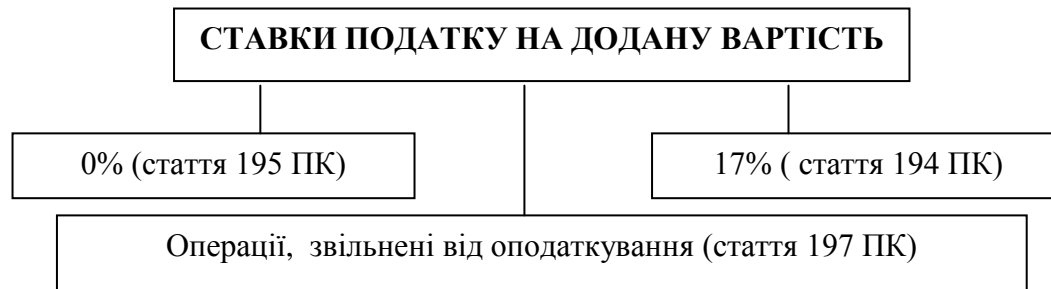 СТАВКИ ПОДАТКУ НА ДОДАНУ ВАРТІСТЬ
0% (стаття 195 ПК)
17% ( стаття 194 ПК)
Операції, звільнені від оподаткування (стаття 197 ПК)